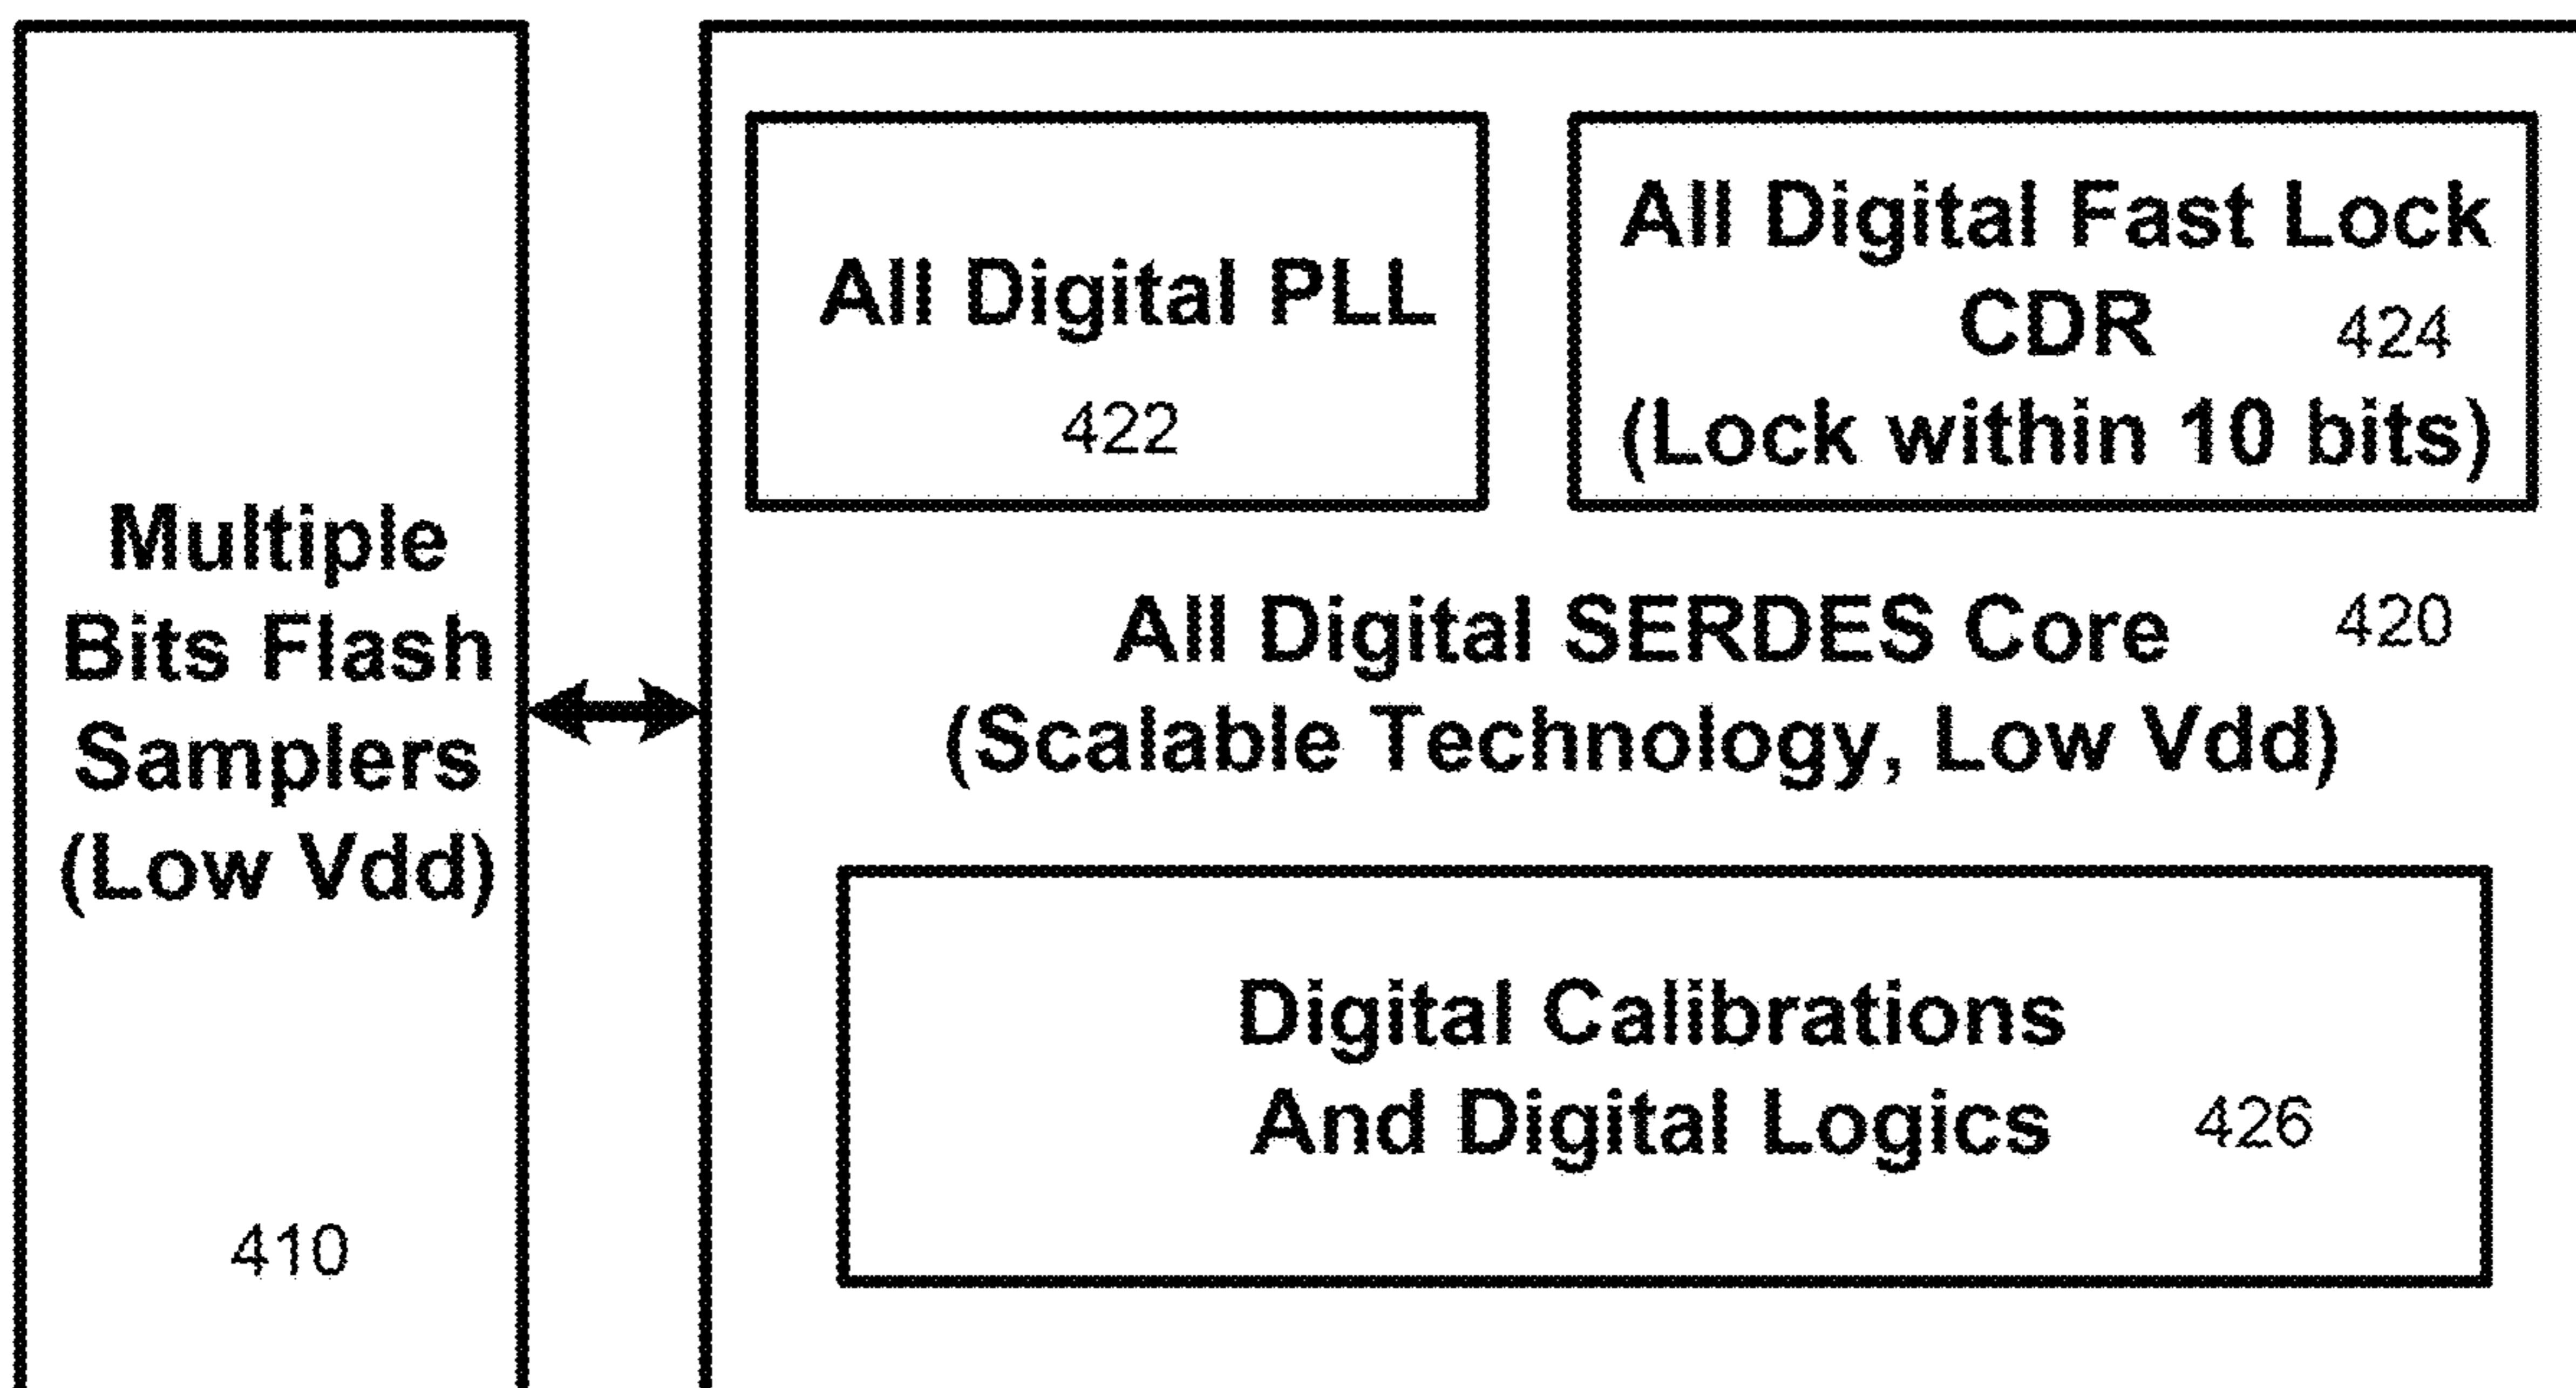 Multiple
Bits Flash
Samplers
(Low Vdd)
410
All Digital PLL
422
All Digital Fast Lock
CDR 424
(Lock within 10 bits)
All Digital SERDES Core 420
(Scalable Technology, Low Vdd)
Digital Calibrations
And Digital Logics 426